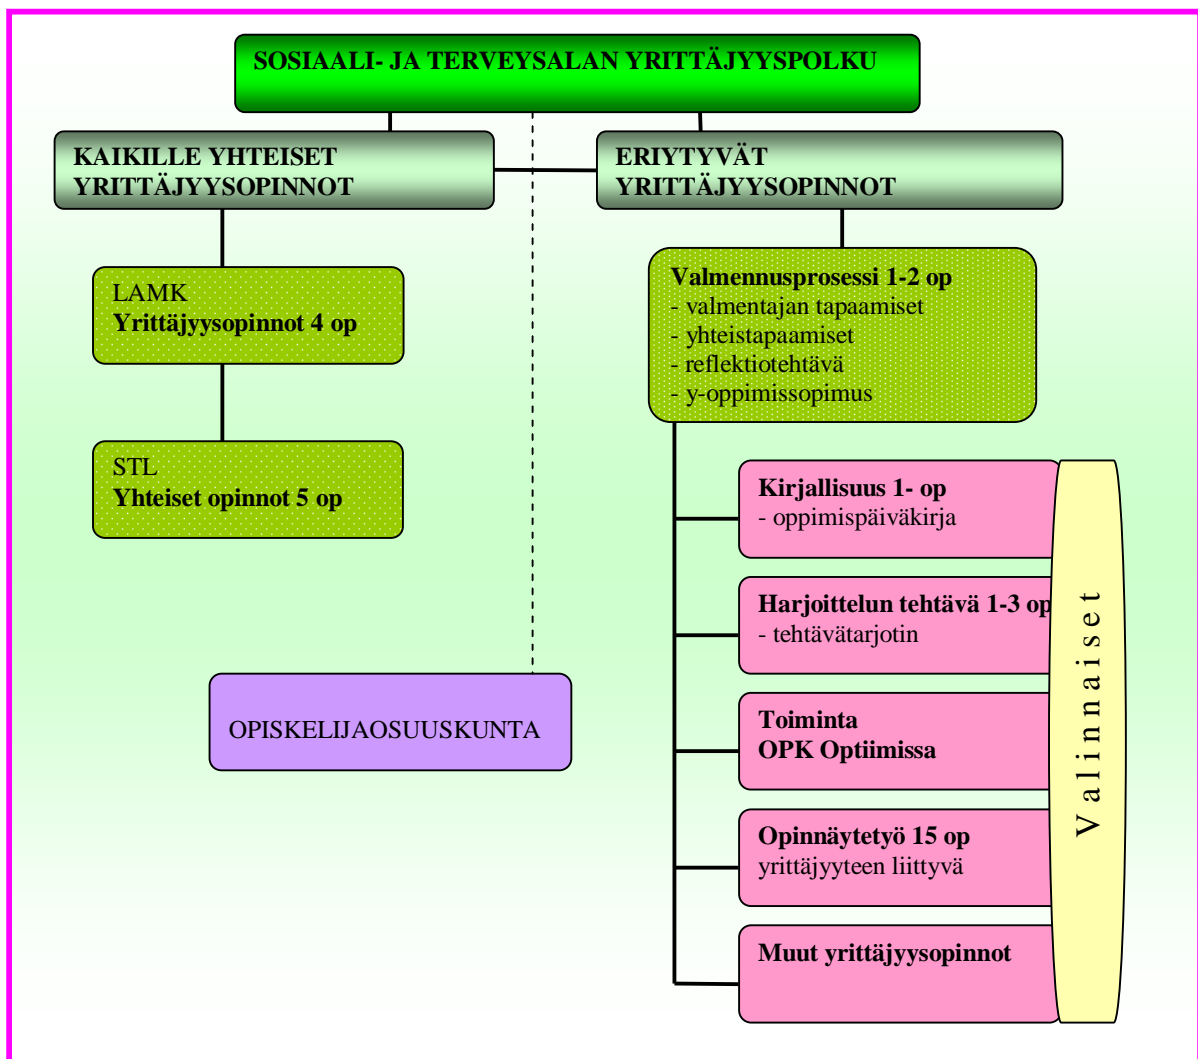 SOSIAALI- JA TERVEYSALAN YRITTÄJYYSPOLKU
KAIKILLE YHTEISET
YRITTÄJYYSOPINNOT
ERIYTYVÄT
YRITTÄJYYSOPINNOT
LAMK
Yrittäjyysopinnot 4 op
STL
Yhteiset opinnot 5 op
OPISKELIJAOSUUSKUNTA
Valmennusprosessi 1-2 op
- valmentajan tapaamiset
- yhteistapaamiset
- reflektiotehtävä
- y-oppimissopimus
Kirjallisuus 1- op
- oppimispäiväkirja
Harjoittelun tehtävä 1-3 op
- tehtävätarjotin
Toiminta
OPK Optiimissa
Opinnäytetyö 15 op
yrittäjyyteen liittyvä
Muut yrittäjyysopinnot
Valinnaiset